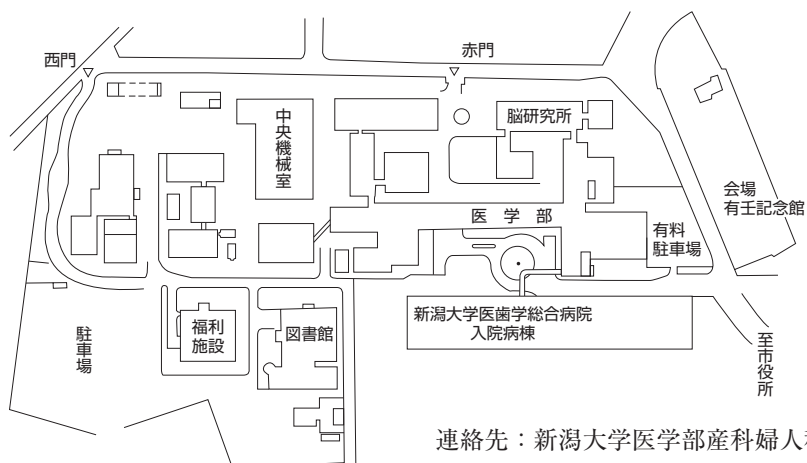 西門
赤門
中央機械室
脳研究所
会場
有壬記念館
医学部
有料
駐車場
新潟大学医歯学総合病院
入院病棟
駐車場
福利
施設
図書館
至市役所
連絡先：新潟大学医学部産科婦人